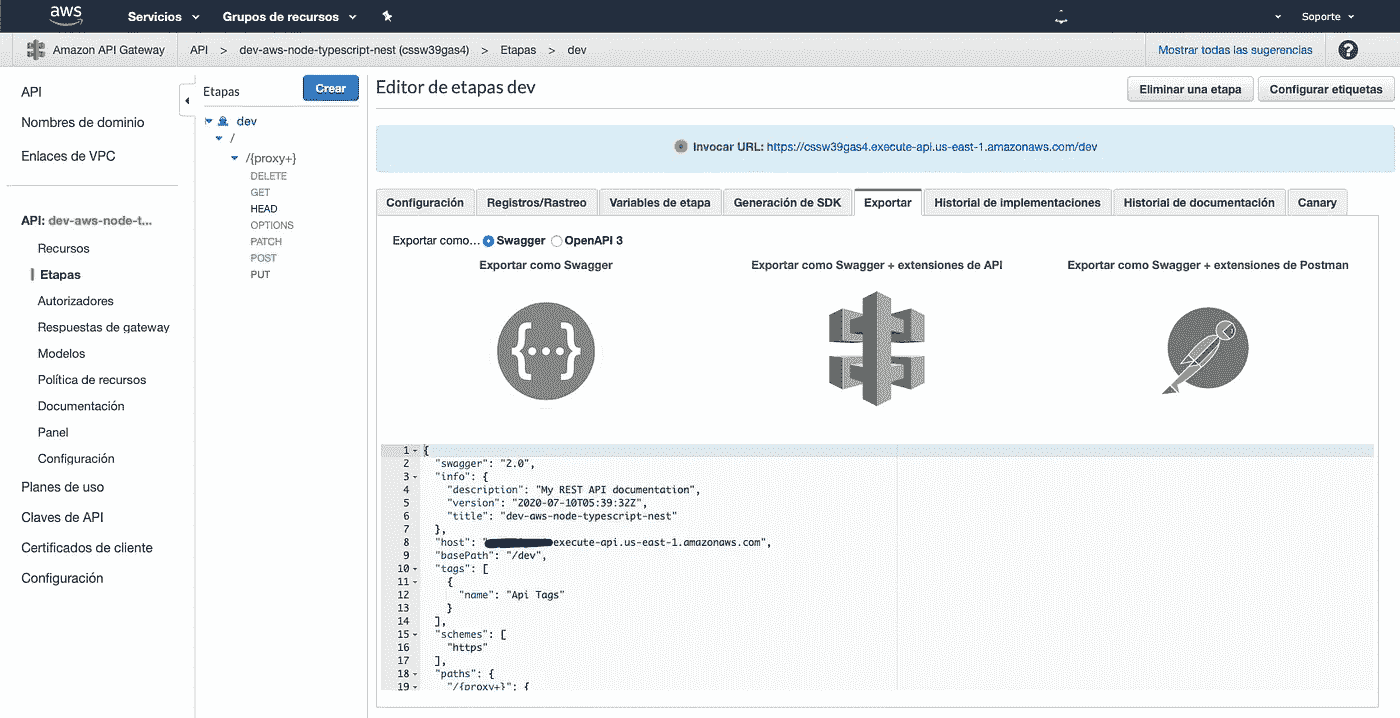 aws Servicios Grupos de recursos Soporte
Amazon API Gateway API > dev-aws-node-typescript-nest (cssw39gas4) > Etapas > dev Mostrar todas las sugerencias ?
API
Nombres de dominio
Enlaces de VPC
API: dev-aws-node-t...
Recursos
Etapas
Autorizadores
Respuestas de gateway
Modelos
Política de recursos
Documentación
Panel
Configuración
Planes de uso
Claves de API
Certificados de cliente
Configuración
Etapas Crear
dev
/
/{proxy+}
DELETE
GET
HEAD
OPTIONS
PATCH
POST
PUT
Editor de etapas dev Eliminar una etapa Configurar etiquetas
Invocar URL: https://cssw39gas4.execute-api.us-east-1.amazonaws.com/dev
Configuración Registros/Rastreo Variables de etapa Generación de SDK Exportar Historial de implementaciones Historial de documentación Canary
Exportar como... Swagger OpenAPI 3
Exportar como Swagger Exportar como Swagger + extensiones de API Exportar como Swagger + extensiones de Postman
1 {
2 "swagger": "2.0",
3 "info": {
4 "description": "My REST API documentation",
5 "version": "2020-07-10T05:39:32Z",
6 "title": "dev-aws-node-typescript-nest"
7 },
8 "host": "execute-api.us-east-1.amazonaws.com",
9 "basePath": "/dev",
10 "tags": [
11 {
12 "name": "Api Tags"
13 }
14 ],
15 "schemes": [
16 "https"
17 ],
18 "paths": {
19 "/{proxy+}": {